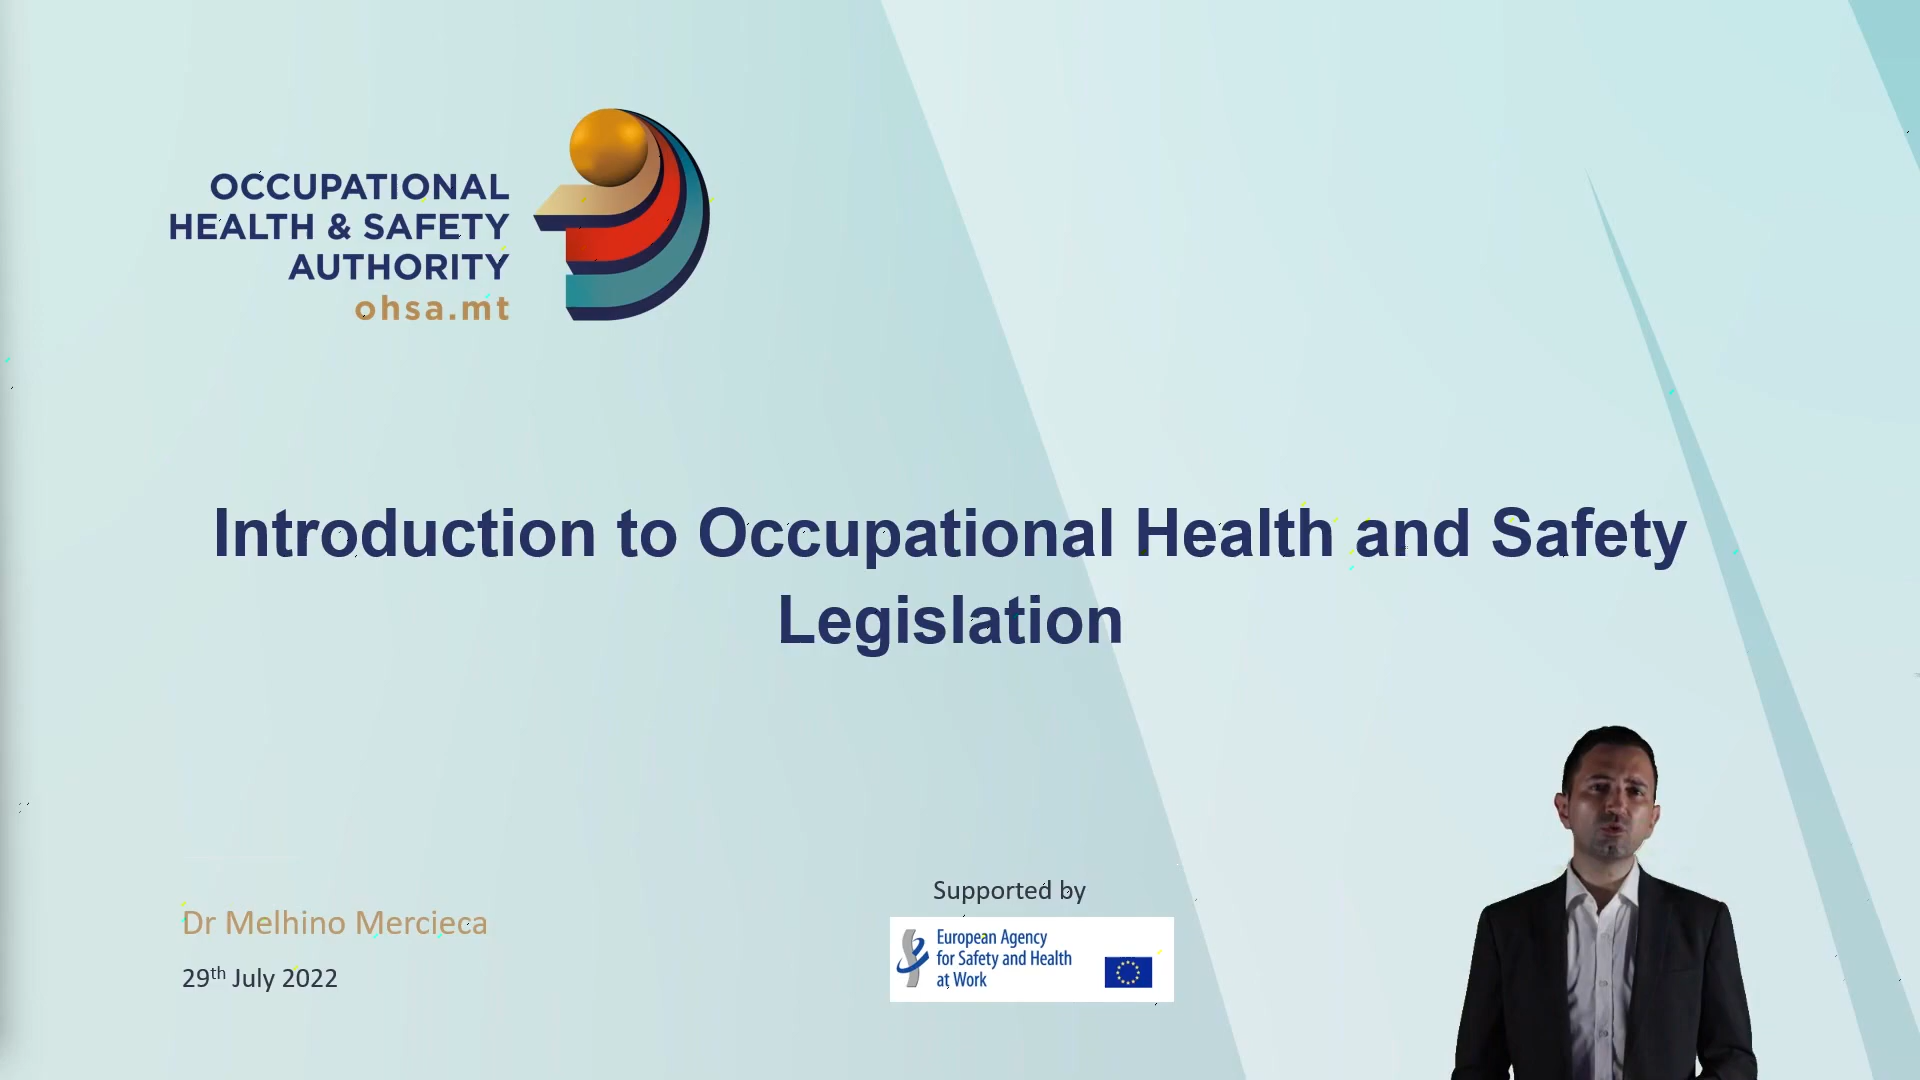 OCCUPATIONAL
HEALTH & SAFETY
AUTHORITY
ohsa.mt
Introduction to Occupational Health and Safety
Legislation
Dr Melhino Mercieca
29th July 2022
Supported by
European Agency
for Safety and Health
at Work